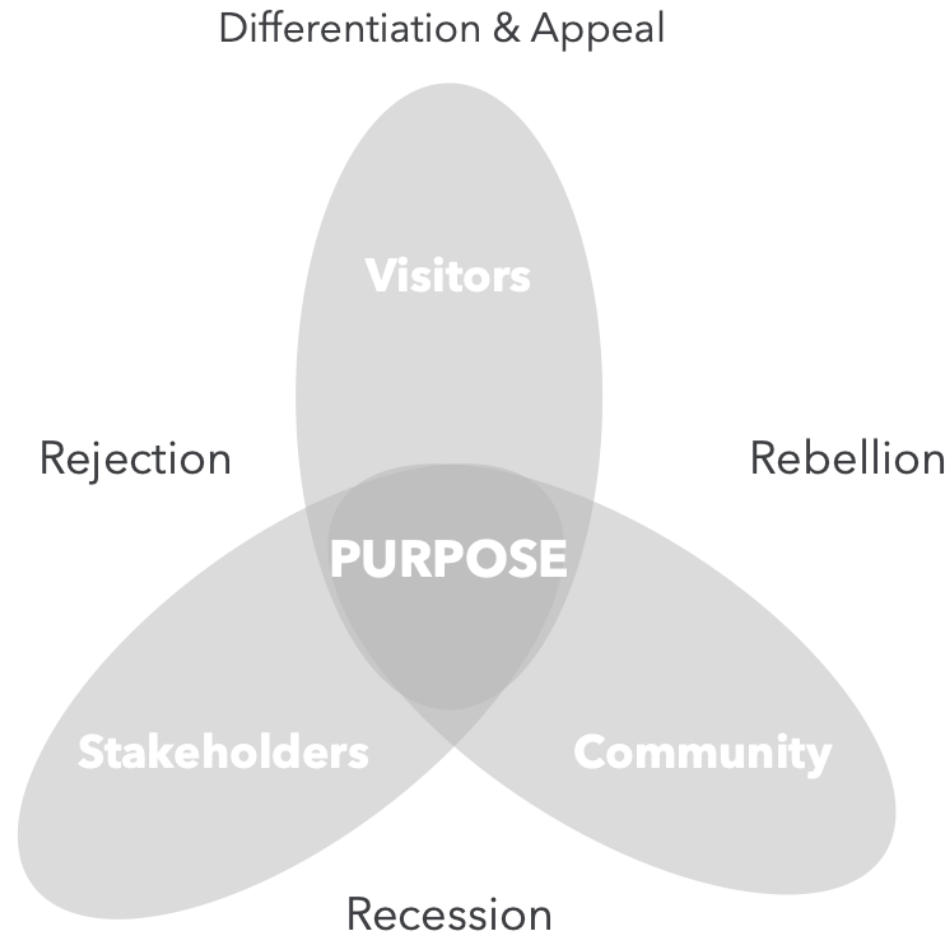 Differentiation & Appeal
Visitors
Rejection
Rebellion
PURPOSE
Stakeholders
Community
Recession